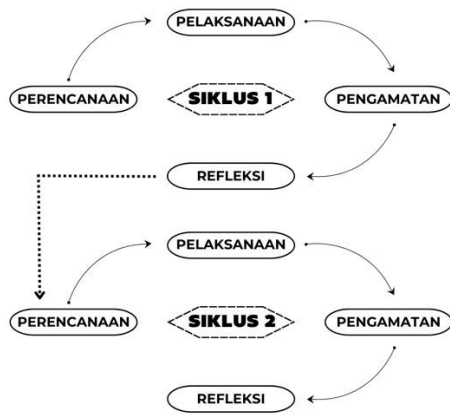 PELAKSANAAN
PERENCANAAN
SIKLUS 1
PENGAMATAN
REFLEKSI
PELAKSANAAN
PERENCANAAN
SIKLUS 2
PENGAMATAN
REFLEKSI